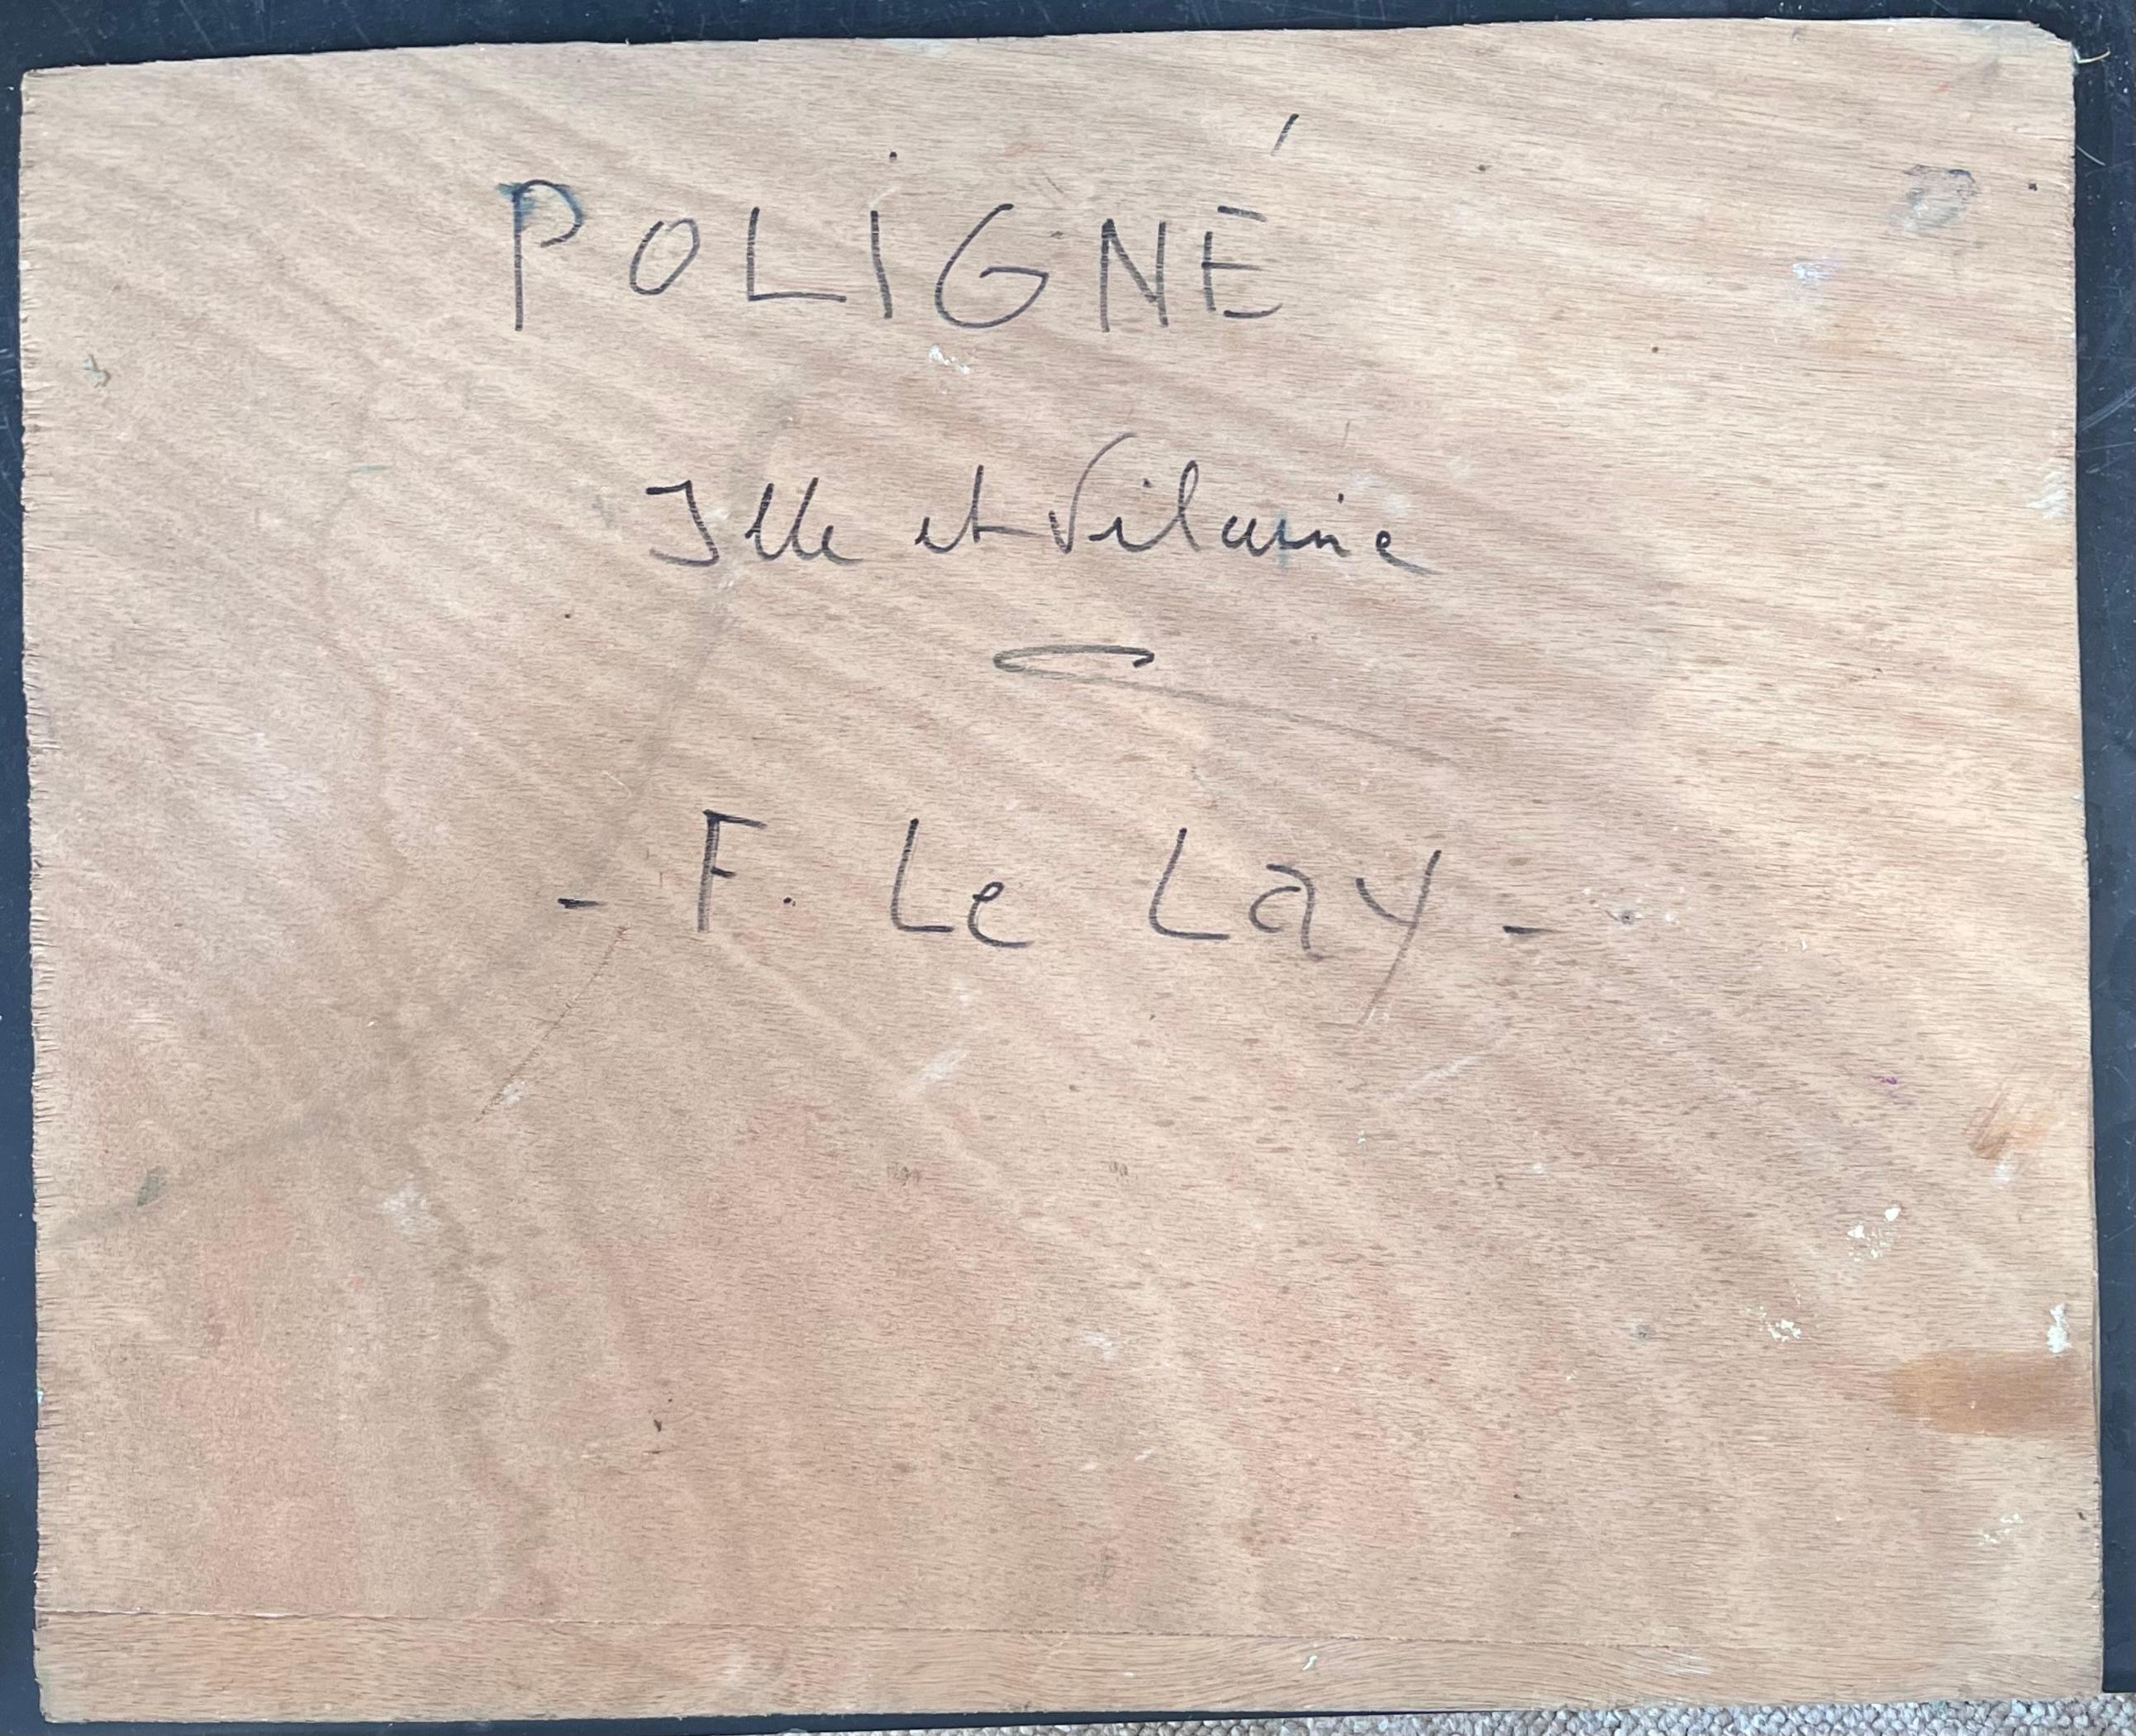 POLiGNÉ
Ille et Vilaine
- F. Le Lay -